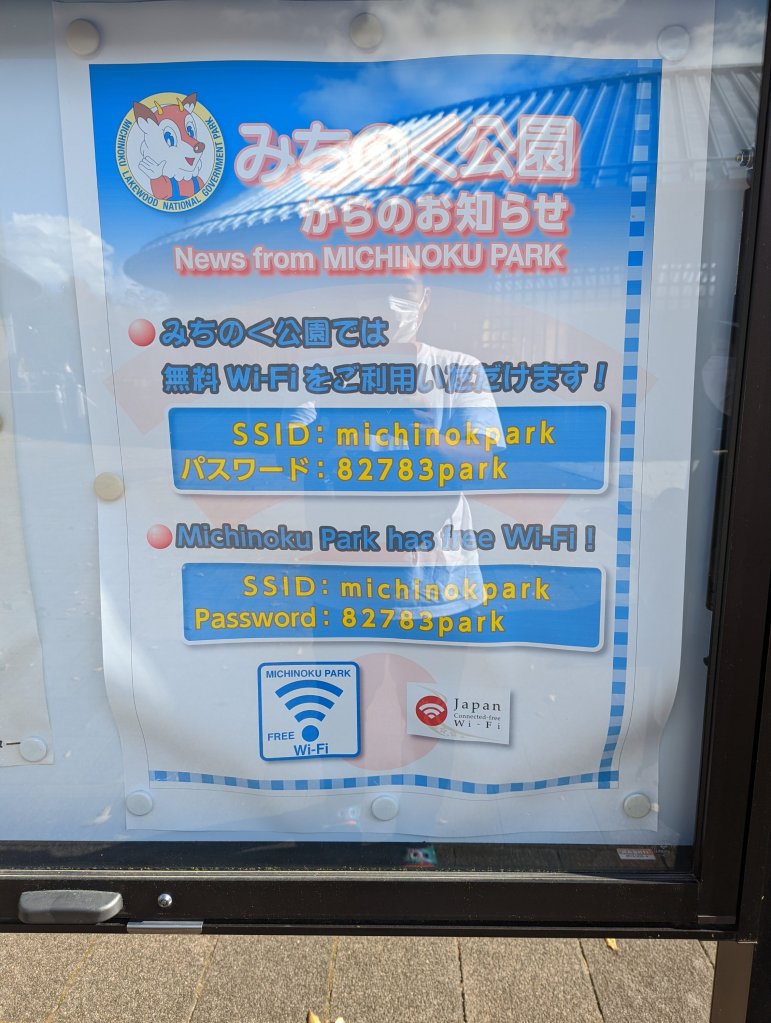 MICHINOKU LAKEWOOD NATIONAL GOVERNMENT PARK
みちのく公園
からのお知らせ
News from MICHINOKU PARK
みちのく公園では
無料 Wi-Fi をご利用いただけます！
SSID: michinokpark
パスワード: 82783park
Michinoku Park has free Wi-Fi !
SSID: michinokpark
Password: 82783park
MICHINOKU PARK
FREE
Wi-Fi
Japan
Connected-free
Wi-Fi